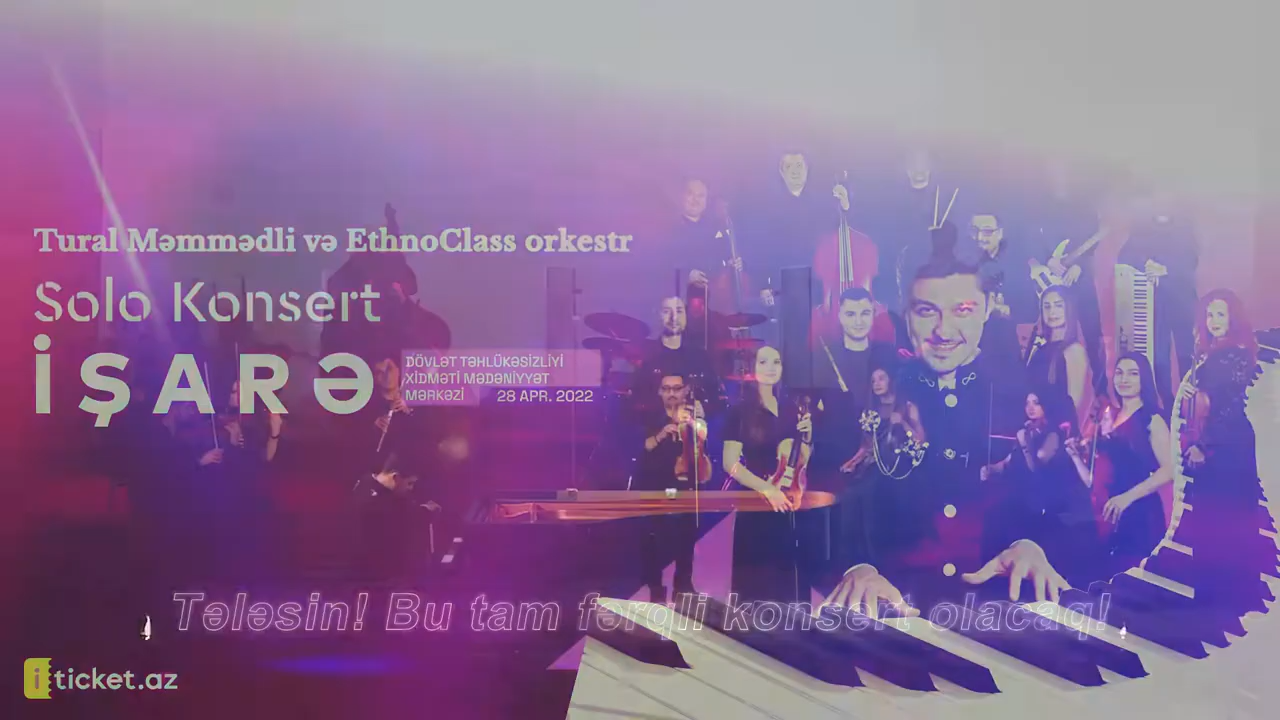 Tural Məmmədli və EthnoClass orkestr
Solo Konsert
İŞARƏ
DÖVLƏT TƏHLÜKƏSİZLİYİ
XİDMƏTİ MƏDƏNİYYƏT
MƏRKƏZİ 28 APR. 2022
Tələsin! Bu tam fərqli konsert olacaq!
iticket.az